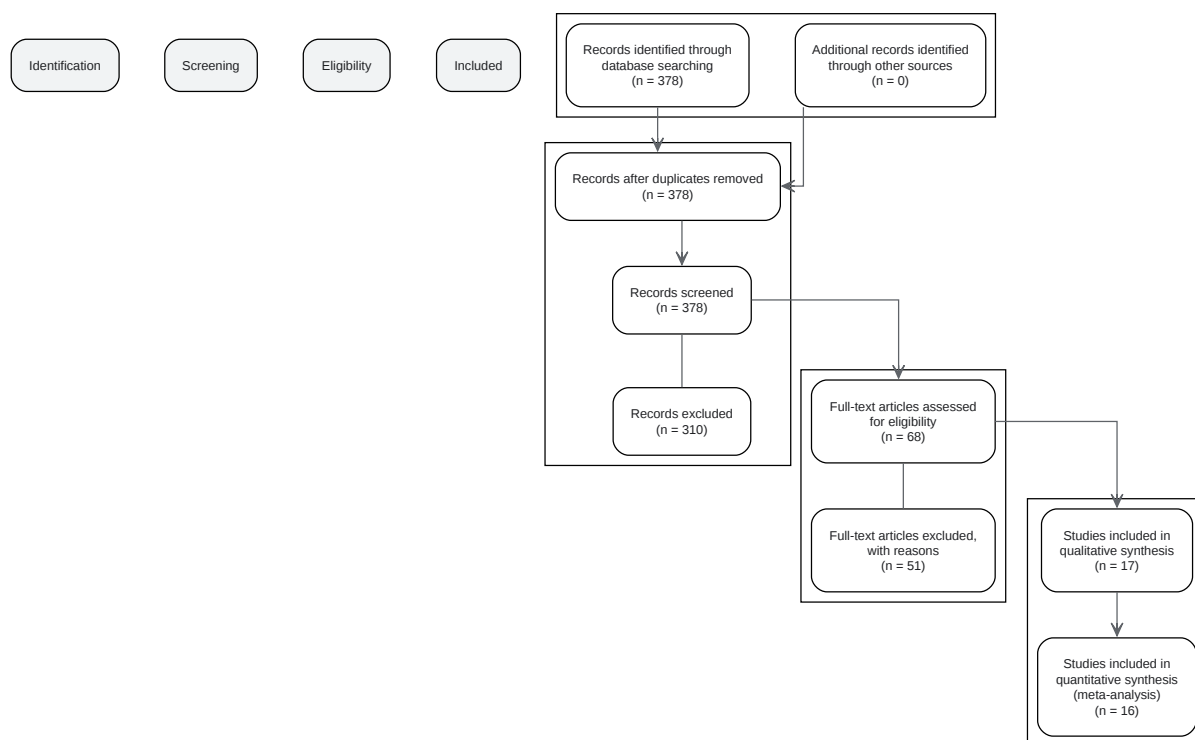 Identification
Screening
Eligibility
Included
Records identified through
database searching
(n = 378)
Additional records identified
through other sources
(n = 0)
Records after duplicates removed
(n = 378)
Records screened
(n = 378)
Records excluded
(n = 310)
Full-text articles assessed
for eligibility
(n = 68)
Full-text articles excluded,
with reasons
(n = 51)
Studies included in
qualitative synthesis
(n = 17)
Studies included in
quantitative synthesis
(meta-analysis)
(n = 16)